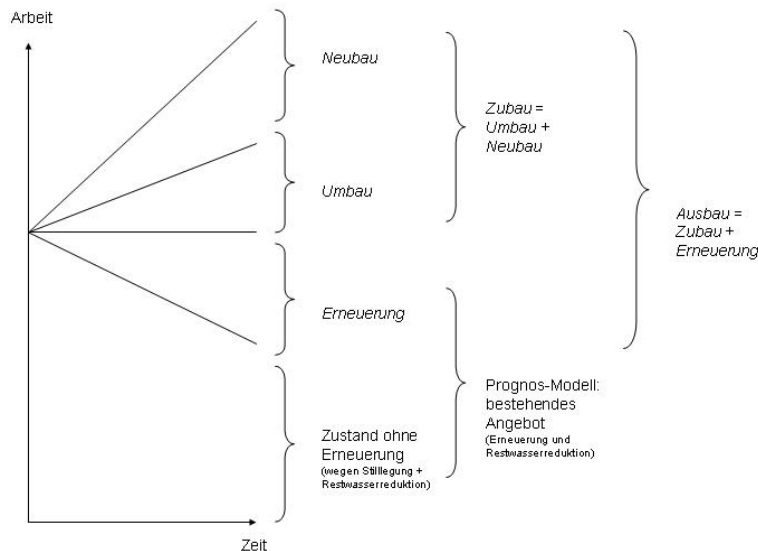 Arbeit
Neubau
Zubau =
Umbau +
Neubau
Umbau
Ausbau =
Zubau +
Erneuerung
Erneuerung
Prognos-Modell:
bestehendes
Angebot
(Erneuerung und
Restwasserreduktion)
Zustand ohne
Erneuerung
(wegen Stilllegung +
Restwasserreduktion)
Zeit